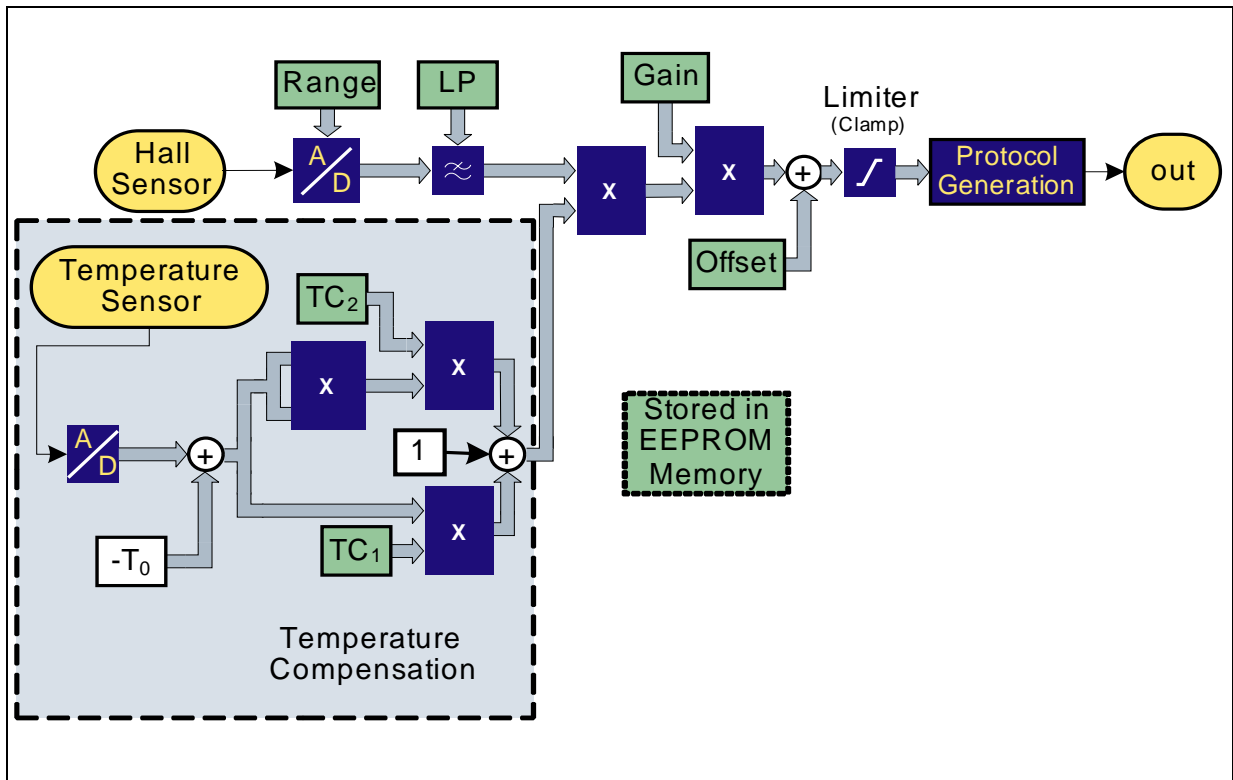 Range
LP
Gain
Limiter
(Clamp)
Hall
Sensor
A
D
≈
X
X
+
Protocol
Generation
out
Offset
Temperature
Sensor
TC₂
X
X
Stored in
EEPROM
Memory
A
D
+
1
+
X
TC₁
-T₀
Temperature
Compensation